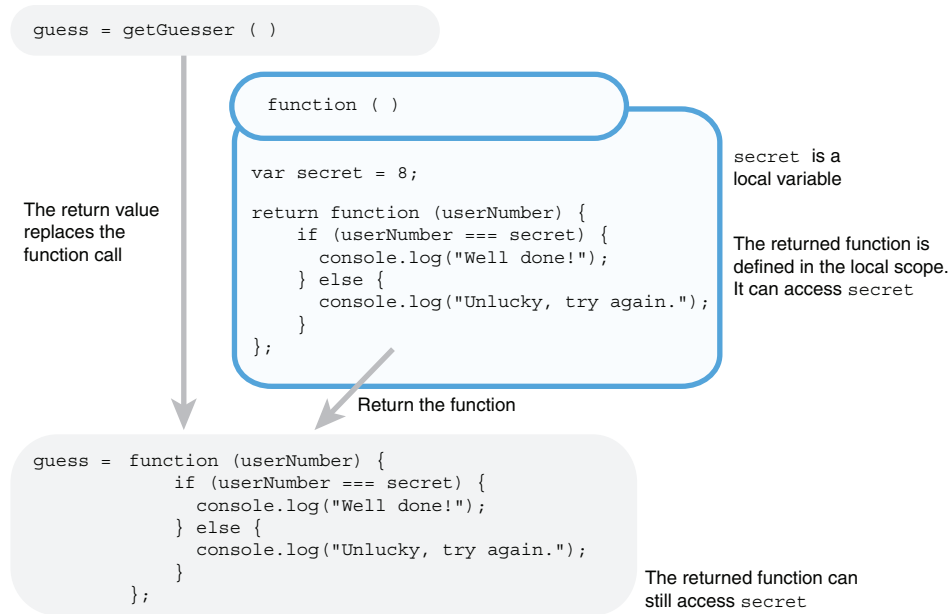 guess = getGuesser ( )
function ( )
var secret = 8;
return function (userNumber) {
if (userNumber === secret) {
console.log("Well done!");
} else {
console.log("Unlucky, try again.");
}
};
secret is a
local variable
The returned function is
defined in the local scope.
It can access secret
The return value
replaces the
function call
Return the function
guess = function (userNumber) {
if (userNumber === secret) {
console.log("Well done!");
} else {
console.log("Unlucky, try again.");
}
};
The returned function can
still access secret